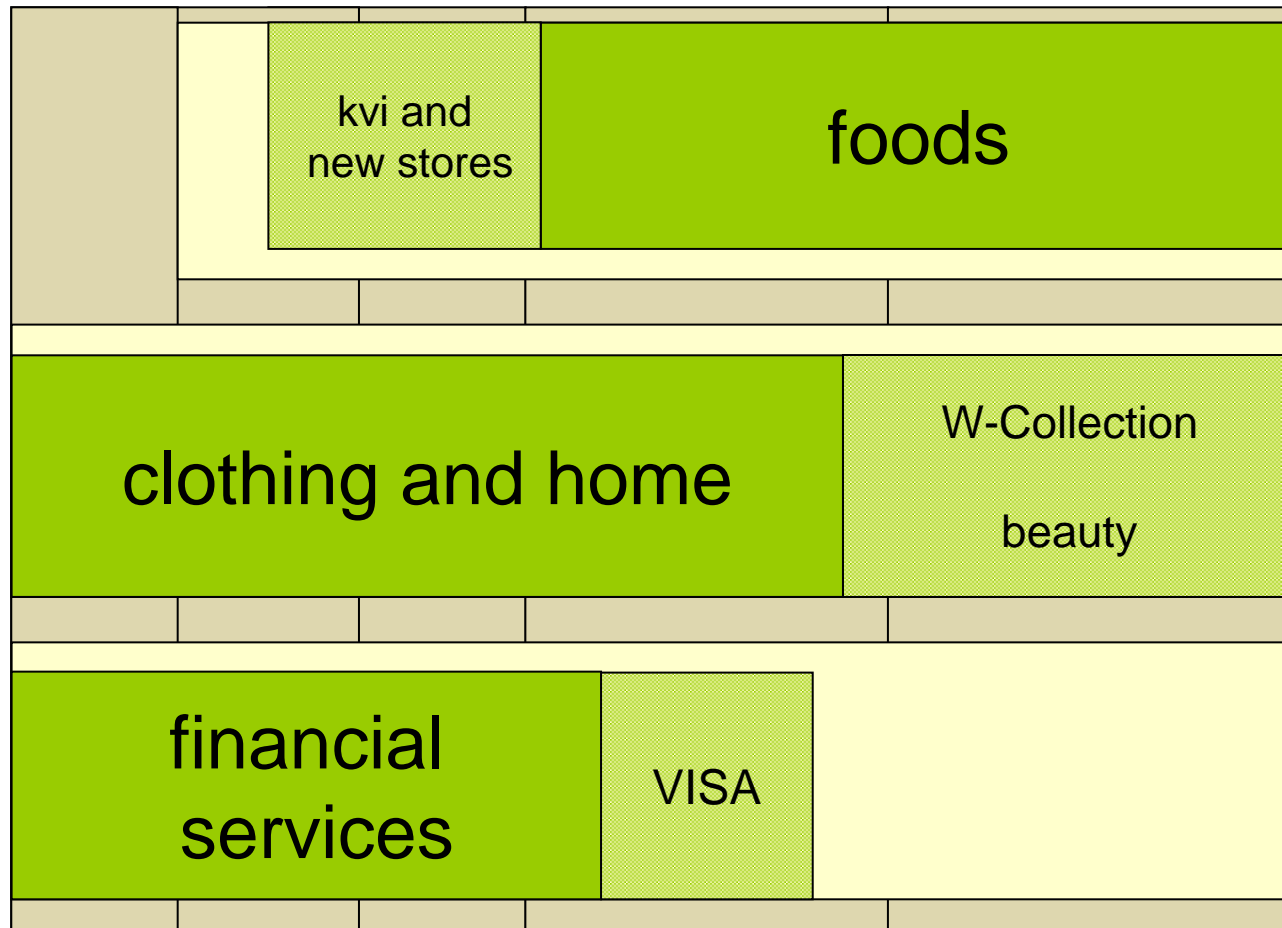 kvi and
new stores
foods
clothing and home
W-Collection
beauty
financial
services
VISA